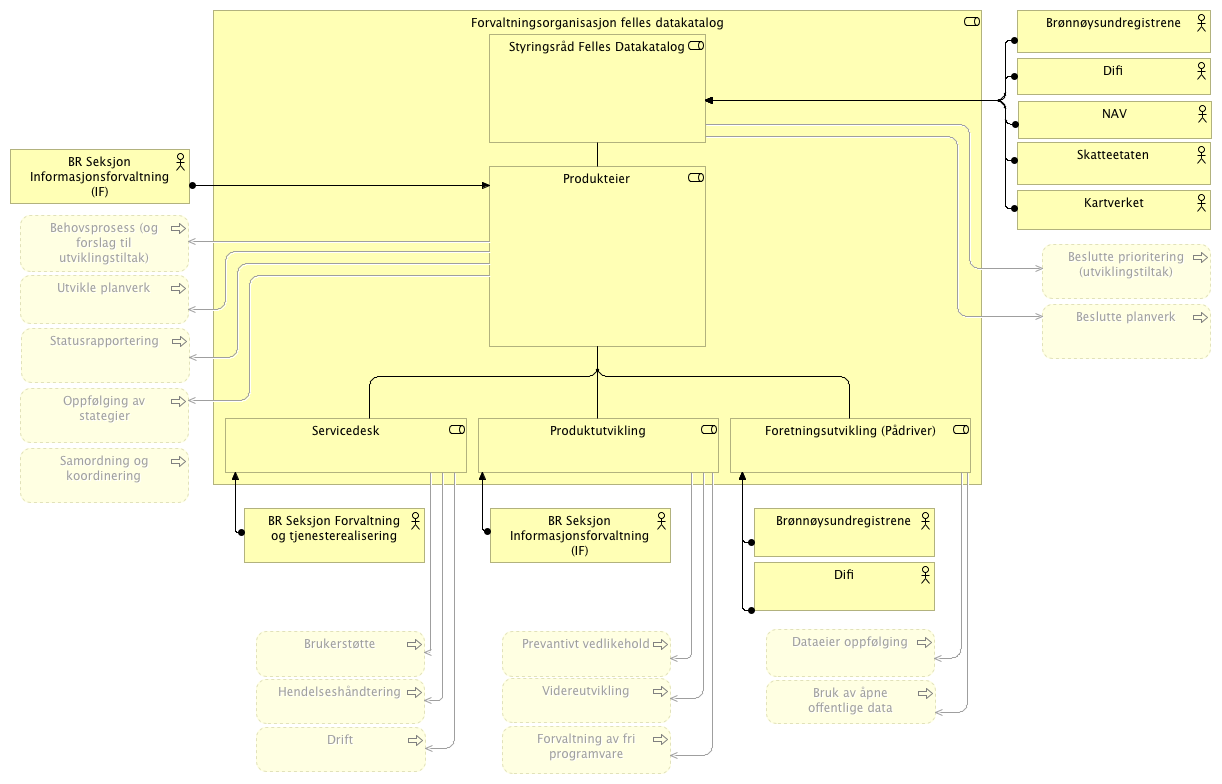 Forvaltningsorganisasjon felles datakatalog
Styringsråd Felles Datakatalog
Brønnøysundregistrene
Difi
NAV
Skatteetaten
Kartverket
BR Seksjon
Informasjonsforvaltning
(IF)
Produkteier
Behovsprosess (og
forslag til
utviklingstiltak)
Utvikle planverk
Statusrapportering
Oppfølging av
stategier
Samordning og
koordinering
Beslutte prioritering
(utviklingstiltak)
Beslutte planverk
Servicedesk
Produktutvikling
Foretningsutvikling (Pådriver)
BR Seksjon Forvaltning
og tjenesterealisering
BR Seksjon
Informasjonsforvaltning
(IF)
Brønnøysundregistrene
Difi
Brukerstøtte
Hendelseshåndtering
Drift
Prevantivt vedlikehold
Videreutvikling
Forvaltning av fri
programvare
Dataeier oppfølging
Bruk av åpne
offentlige data